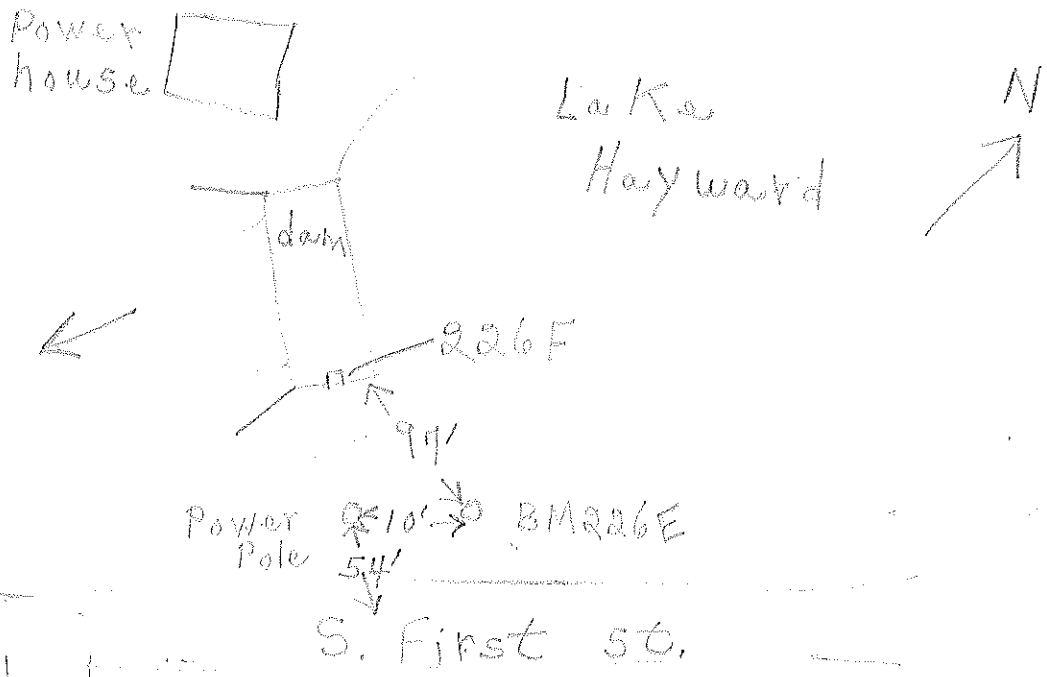 Power
house
Lake
Hayward
N
dam
226F
97'
Power
Pole
10'
BM226E
54'
S. First St.